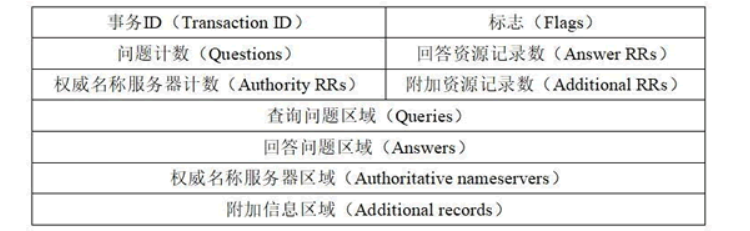 事务ID（Transaction ID） 标志（Flags）
问题计数（Questions） 回答资源记录数（Answer RRs）
权威名称服务器计数（Authority RRs） 附加资源记录数（Additional RRs）
查询问题区域（Queries）
回答问题区域（Answers）
权威名称服务器区域（Authoritative nameservers）
附加信息区域（Additional records）